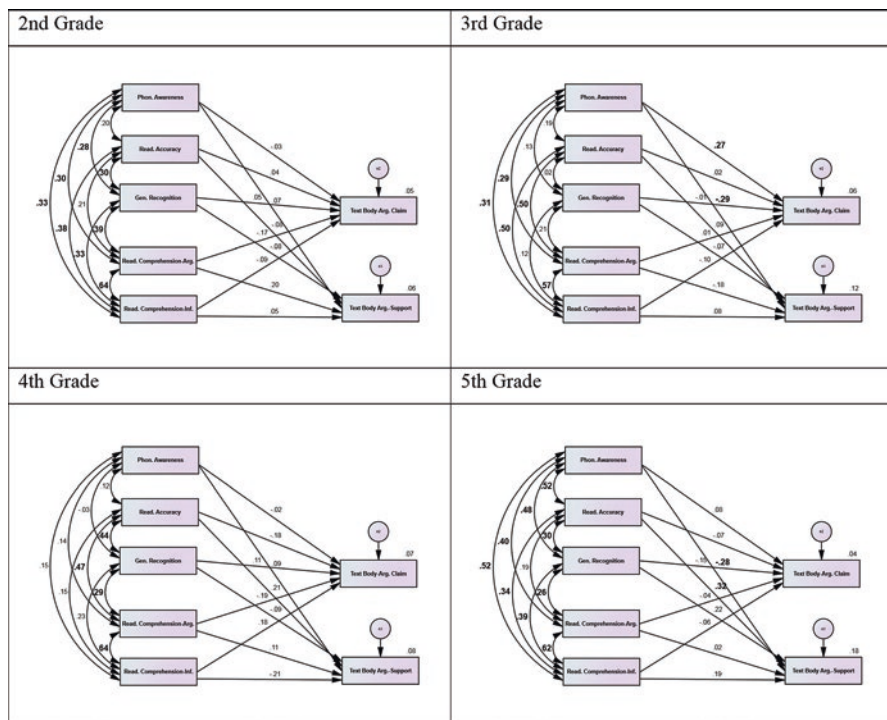 2nd Grade
3rd Grade
Phon. Awareness
Read. Accuracy
Gen. Recognition
Read. Comprehension-Arg.
Read. Comprehension-Inf.
Text Body Arg. Claim
Text Body Arg.-Support
.20
.28
.30
.30
.33
.21
.38
.39
.33
.64
-.03
.04
.05
.07
-.08
-.17
-.08
-.09
.20
.05
.05
.06
Phon. Awareness
Read. Accuracy
Gen. Recognition
Read. Comprehension-Arg.
Read. Comprehension-Inf.
Text Body Arg. Claim
Text Body Arg.-Support
.19
.13
.29
.02
.31
.50
.50
.21
.12
.57
.27
.02
-.01
-.29
.09
.01
-.07
-.10
-.18
.08
.06
.12
4th Grade
5th Grade
Phon. Awareness
Read. Accuracy
Gen. Recognition
Read. Comprehension-Arg.
Read. Comprehension-Inf.
Text Body Arg. Claim
Text Body Arg.-Support
.12
-.03
.14
.44
.15
.47
.15
.29
.23
.64
-.02
-.18
.11
.09
.21
-.19
-.09
.18
.11
-.21
.07
.08
Phon. Awareness
Read. Accuracy
Gen. Recognition
Read. Comprehension-Arg.
Read. Comprehension-Inf.
Text Body Arg. Claim
Text Body Arg.-Support
.52
.48
.40
.30
.52
.19
.34
.26
.39
.62
-.07
-.15
-.28
.32
-.04
.22
-.06
.02
.19
.04
.18